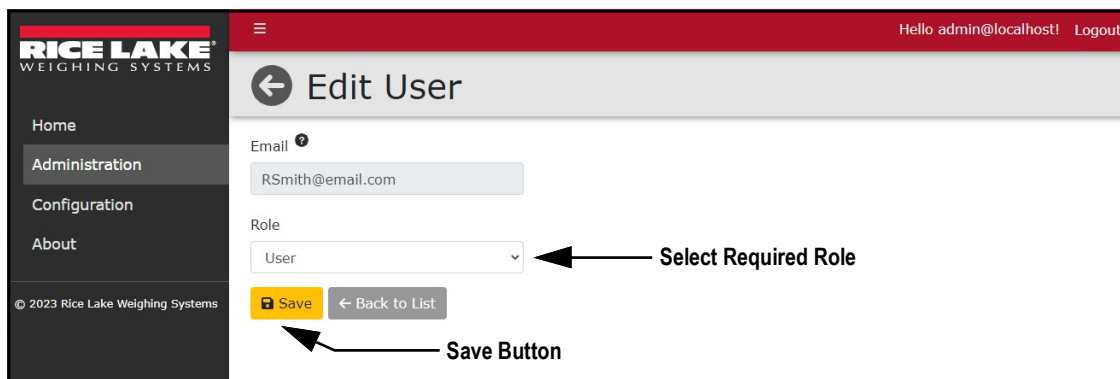 RICE LAKE®
WEIGHING SYSTEMS
Home
Administration
Configuration
About
© 2023 Rice Lake Weighing Systems
Hello admin@localhost! Logout
Edit User
Email
RSmith@email.com
Role
User
Select Required Role
Save
← Back to List
Save Button